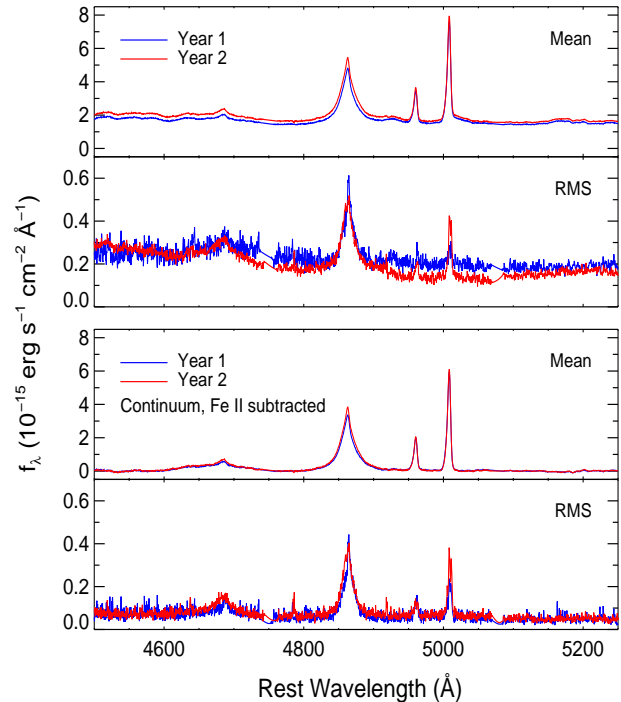 8
6
4
2
0
Year 1
Year 2
Mean
0.6
0.4
0.2
0.0
RMS
8
6
4
2
0
Year 1
Year 2
Continuum, Fe II subtracted
Mean
0.6
0.4
0.2
0.0
RMS
4600 4800 5000 5200
Rest Wavelength (Å)
f_λ (10⁻¹⁵ erg s⁻¹ cm⁻² Å⁻¹)